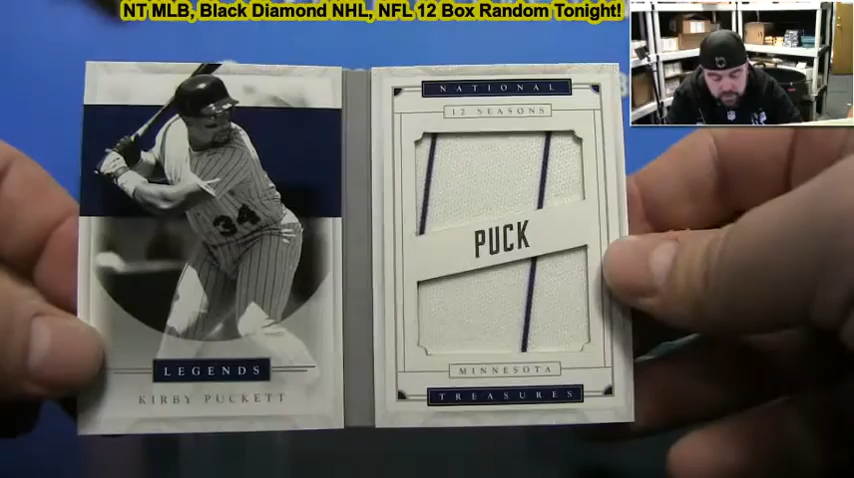 NT MLB, Black Diamond NHL, NFL 12 Box Random Tonight!
34
LEGENDS
KIRBY PUCKETT
NATIONAL
12 SEASONS
PUCK
MINNESOTA
TREASURES